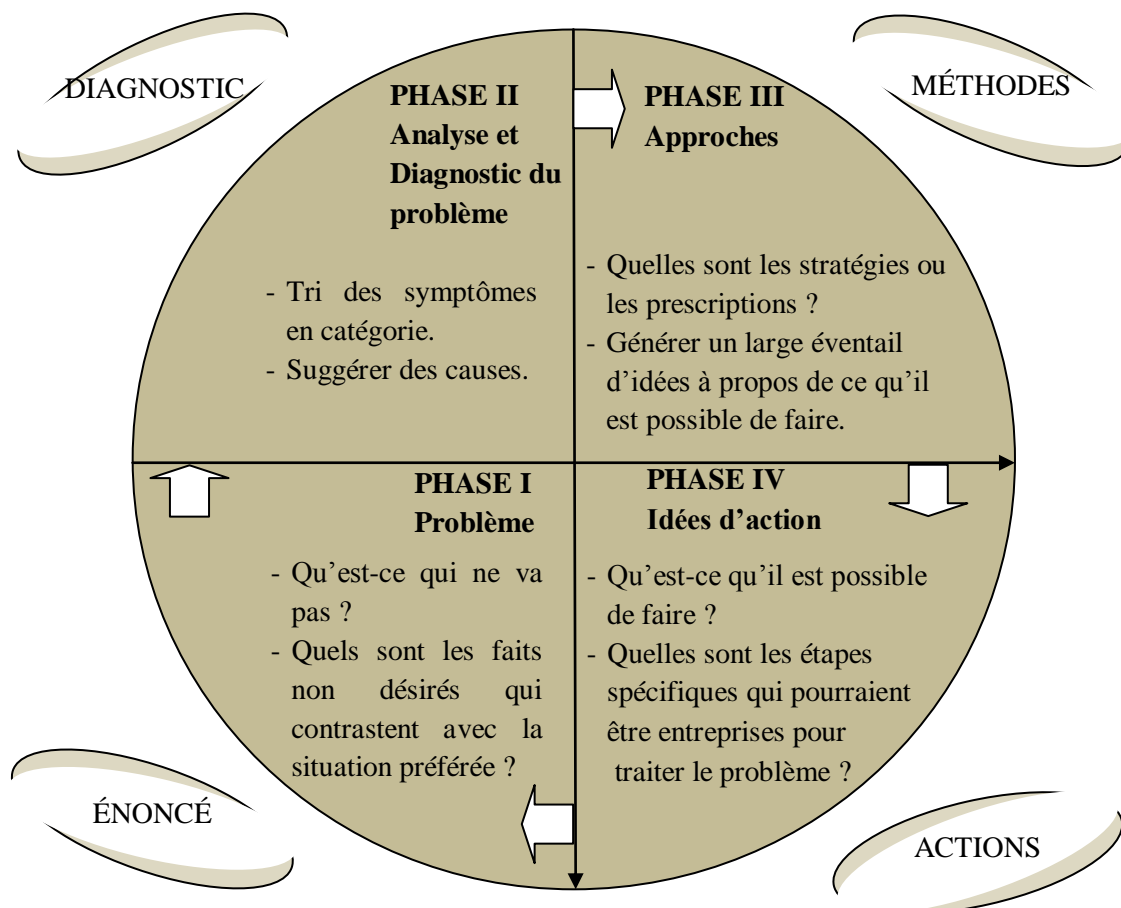 DIAGNOSTIC
MÉTHODES
PHASE II
Analyse et
Diagnostic du
problème
- Tri des symptômes
en catégorie.
- Suggérer des causes.
PHASE III
Approches
- Quelles sont les stratégies ou
les prescriptions ?
- Générer un large éventail
d’idées à propos de ce qu’il
est possible de faire.
PHASE I
Problème
- Qu’est-ce qui ne va
pas ?
- Quels sont les faits
non désirés qui
contrastent avec la
situation préférée ?
PHASE IV
Idées d’action
- Qu’est-ce qu’il est possible
de faire ?
- Quelles sont les étapes
spécifiques qui pourraient
être entreprises pour
traiter le problème ?
ÉNONCÉ
ACTIONS